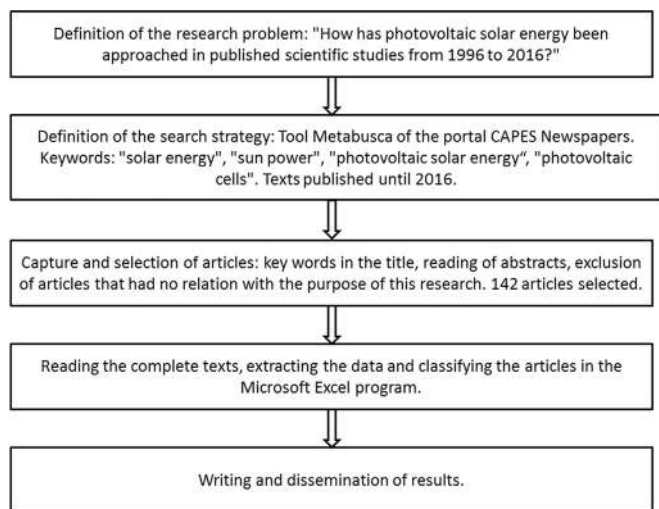 Definition of the research problem: "How has photovoltaic solar energy been
approached in published scientific studies from 1996 to 2016?"
Definition of the search strategy: Tool Metabusca of the portal CAPES Newspapers.
Keywords: "solar energy", "sun power", "photovoltaic solar energy“, "photovoltaic
cells". Texts published until 2016.
Capture and selection of articles: key words in the title, reading of abstracts, exclusion
of articles that had no relation with the purpose of this research. 142 articles selected.
Reading the complete texts, extracting the data and classifying the articles in the
Microsoft Excel program.
Writing and dissemination of results.